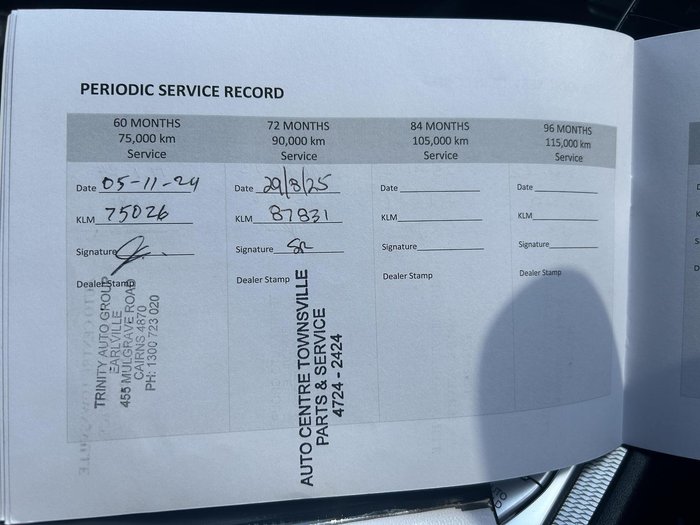 PERIODIC SERVICE RECORD
60 MONTHS
75,000 km
Service
Date 05-11-24
KLM 75026
Signature
Dealer Stamp
TRINITY AUTO GROUP
EARLVILLE
455 MULGRAVE ROAD
CAIRNS 4870
PH: 1300 723 020
72 MONTHS
90,000 km
Service
Date 29/8/25
KLM 87831
Signature
Dealer Stamp
AUTO CENTRE TOWNSVILLE
PARTS & SERVICE
4724 - 2424
84 MONTHS
105,000 km
Service
Date
KLM
Signature
Dealer Stamp
96 MONTHS
115,000 km
Service
Date
KLM
Signature
Dealer Stamp